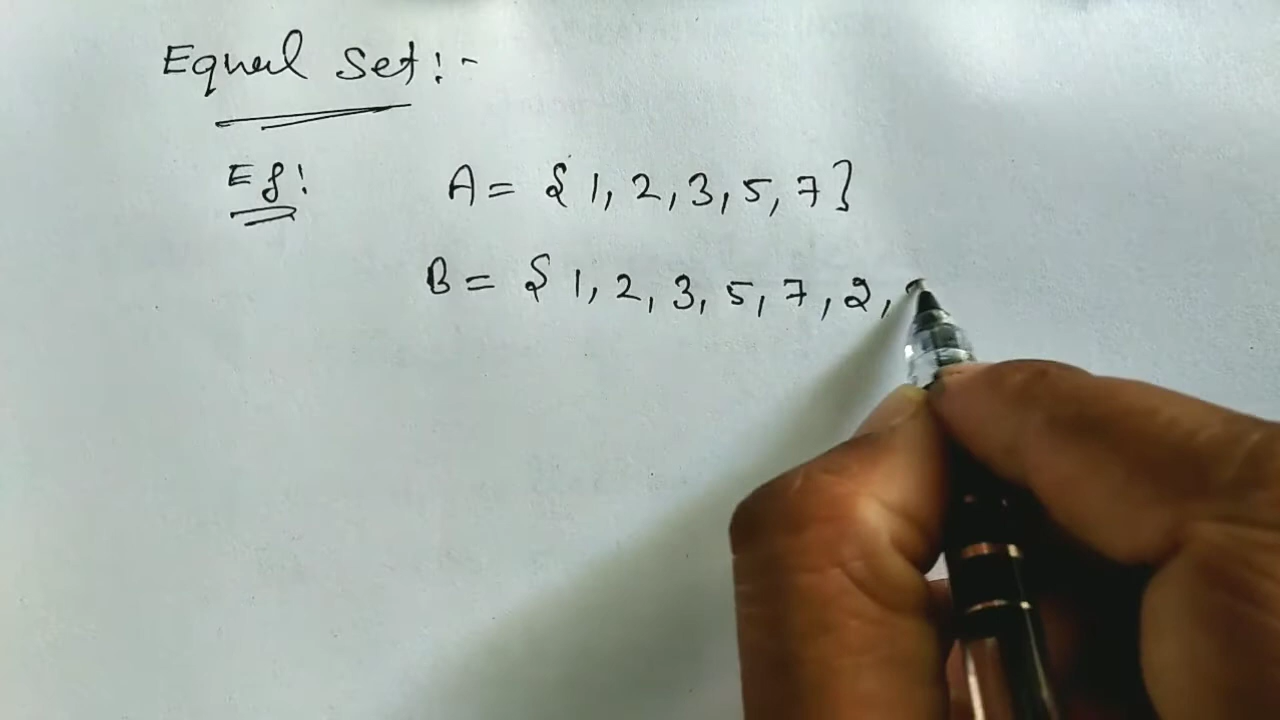 Equal Set:-
Eg:
A = {1, 2, 3, 5, 7}
B = {1, 2, 3, 5, 7, 2,